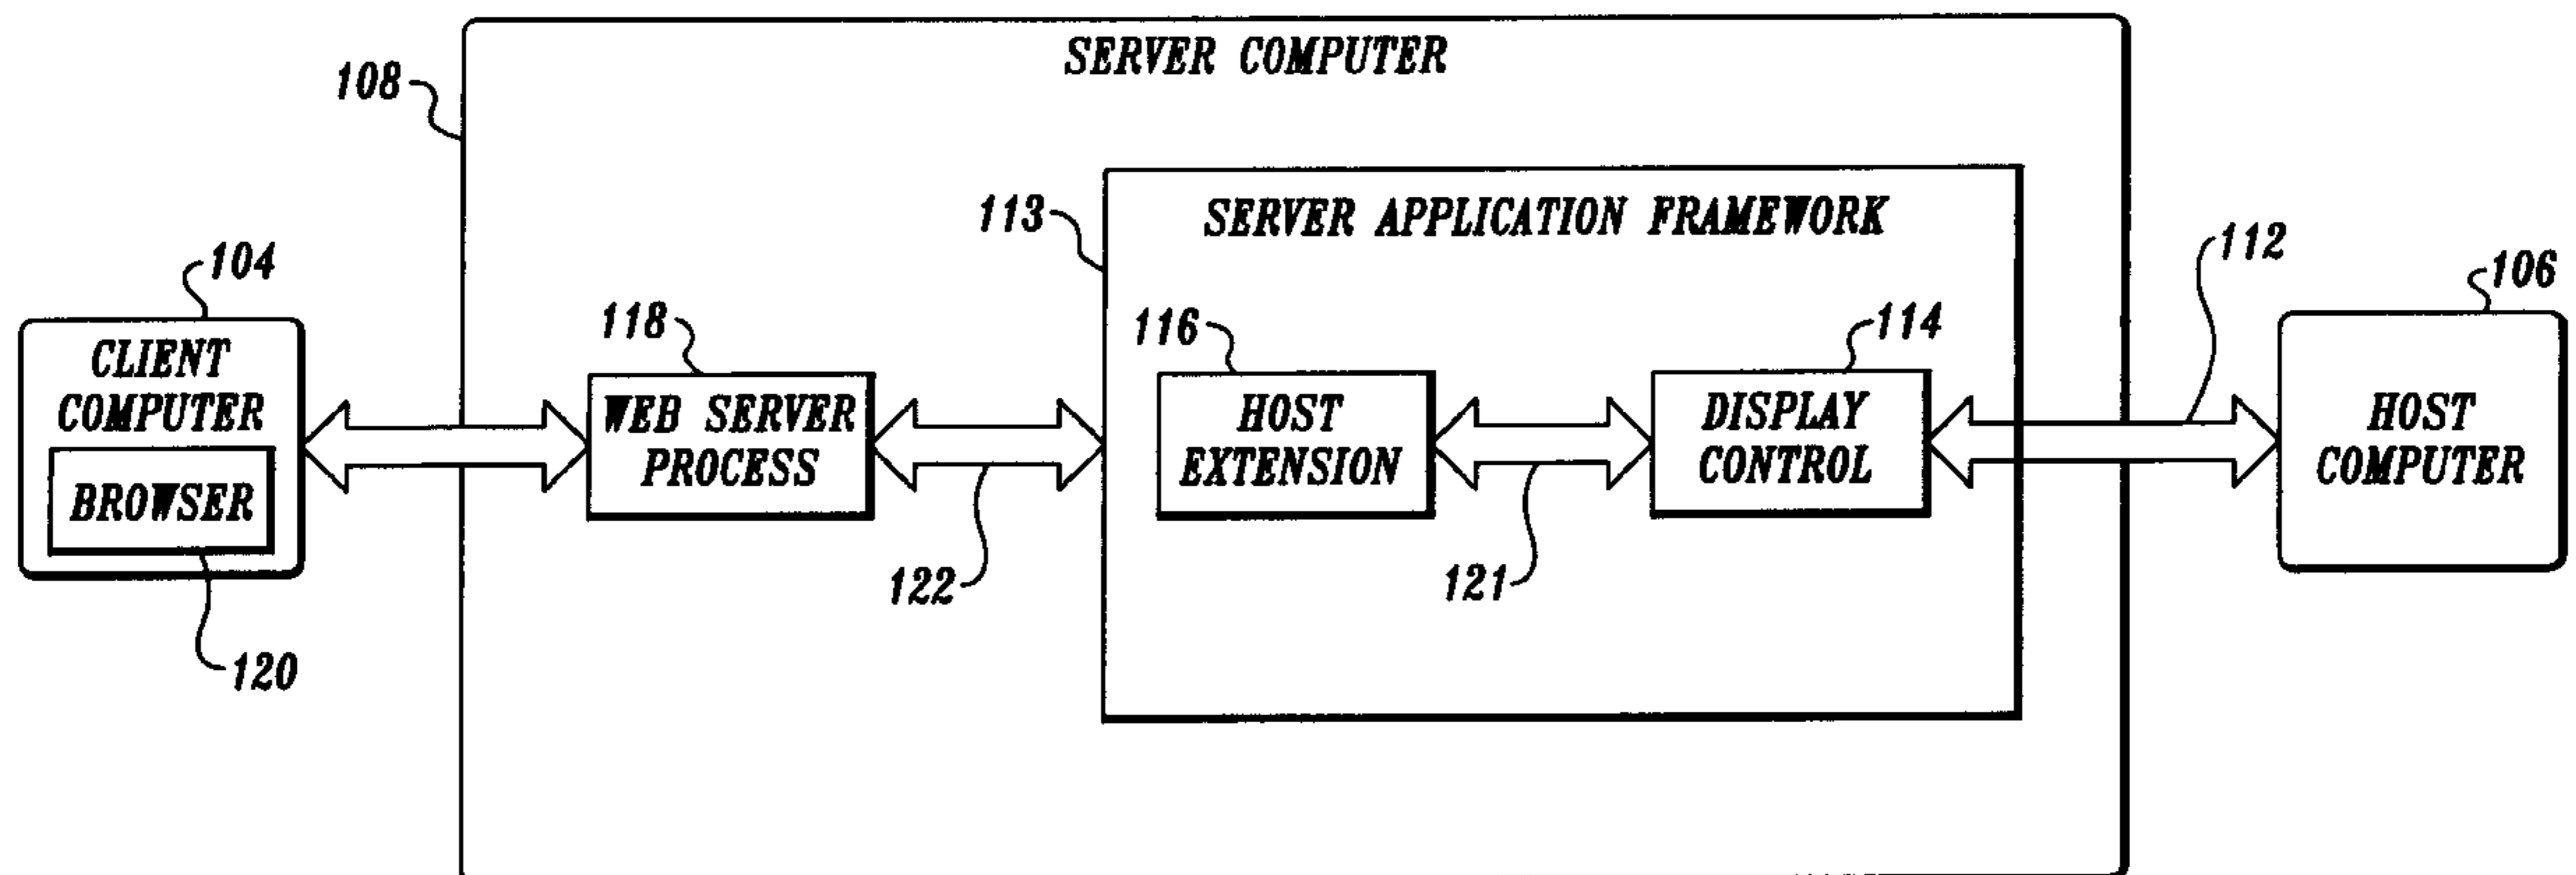 SERVER COMPUTER
108
113
SERVER APPLICATION FRAMEWORK
112
104
106
118
116
114
CLIENT
COMPUTER
BROWSER
WEB SERVER
PROCESS
HOST
EXTENSION
DISPLAY
CONTROL
HOST
COMPUTER
122
121
120